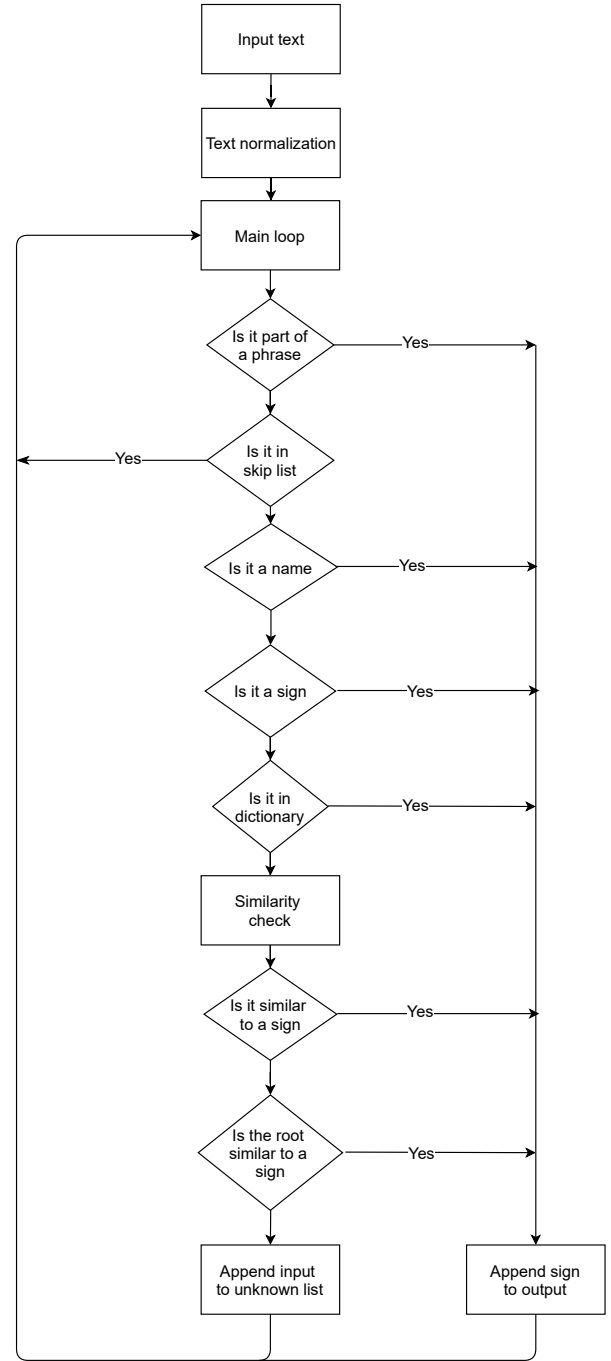 Input text
Text normalization
Main loop
Is it part of
a phrase
Yes
Is it in
skip list
Yes
Is it a name
Yes
Is it a sign
Yes
Is it in
dictionary
Yes
Similarity
check
Is it similar
to a sign
Yes
Is the root
similar to a
sign
Yes
Append input
to unknown list
Append sign
to output